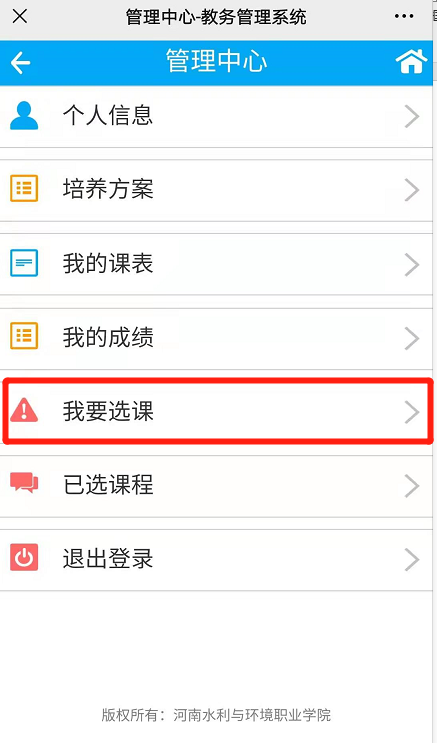 管理中心-教务管理系统
管理中心
个人信息
培养方案
我的课表
我的成绩
我要选课
已选课程
退出登录
版权所有：河南水利与环境职业学院